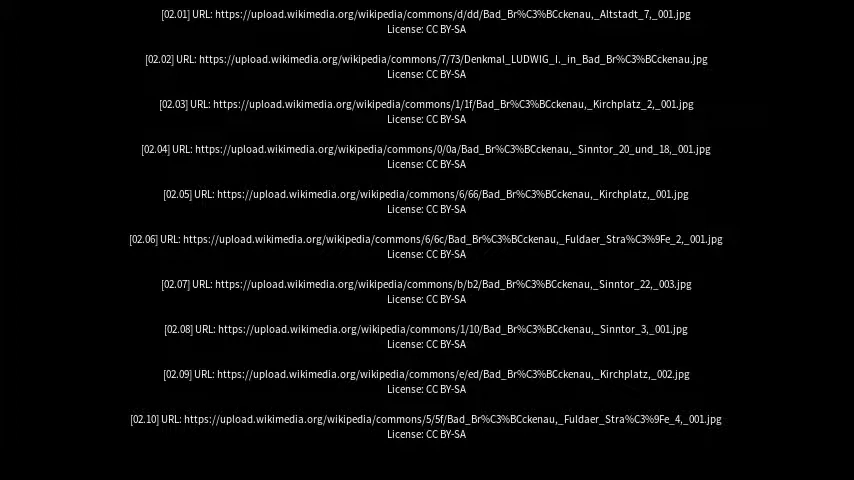 [02.01] URL: https://upload.wikimedia.org/wikipedia/commons/d/dd/Bad_Br%C3%BCckenau,_Altstadt_7,_001.jpg
License: CC BY-SA
[02.02] URL: https://upload.wikimedia.org/wikipedia/commons/7/73/Denkmal_LUDWIG_I._in_Bad_Br%C3%BCckenau.jpg
License: CC BY-SA
[02.03] URL: https://upload.wikimedia.org/wikipedia/commons/1/1f/Bad_Br%C3%BCckenau,_Kirchplatz_2,_001.jpg
License: CC BY-SA
[02.04] URL: https://upload.wikimedia.org/wikipedia/commons/0/0a/Bad_Br%C3%BCckenau,_Sinntor_20_und_18,_001.jpg
License: CC BY-SA
[02.05] URL: https://upload.wikimedia.org/wikipedia/commons/6/66/Bad_Br%C3%BCckenau,_Kirchplatz,_001.jpg
License: CC BY-SA
[02.06] URL: https://upload.wikimedia.org/wikipedia/commons/6/6c/Bad_Br%C3%BCckenau,_Fuldaer_Stra%C3%9Fe_2,_001.jpg
License: CC BY-SA
[02.07] URL: https://upload.wikimedia.org/wikipedia/commons/b/b2/Bad_Br%C3%BCckenau,_Sinntor_22,_003.jpg
License: CC BY-SA
[02.08] URL: https://upload.wikimedia.org/wikipedia/commons/1/10/Bad_Br%C3%BCckenau,_Sinntor_3,_001.jpg
License: CC BY-SA
[02.09] URL: https://upload.wikimedia.org/wikipedia/commons/e/ed/Bad_Br%C3%BCckenau,_Kirchplatz,_002.jpg
License: CC BY-SA
[02.10] URL: https://upload.wikimedia.org/wikipedia/commons/5/5f/Bad_Br%C3%BCckenau,_Fuldaer_Stra%C3%9Fe_4,_001.jpg
License: CC BY-SA